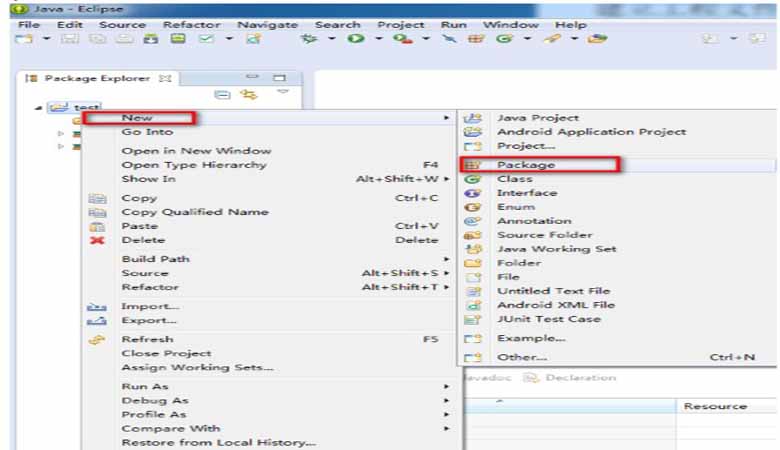 Java - Eclipse
File Edit Source Refactor Navigate Search Project Run Window Help
Package Explorer
test
New
Go Into
Open in New Window
Open Type Hierarchy F4
Show In Alt+Shift+W
Copy Ctrl+C
Copy Qualified Name
Paste Ctrl+V
Delete Delete
Build Path
Source Alt+Shift+S
Refactor Alt+Shift+T
Import...
Export...
Refresh F5
Close Project
Assign Working Sets...
Run As
Debug As
Profile As
Compare With
Restore from Local History...
Java Project
Android Application Project
Project...
Package
Class
Interface
Enum
Annotation
Source Folder
Java Working Set
Folder
File
Untitled Text File
Android XML File
JUnit Test Case
Example...
Other... Ctrl+N
Declaration
Resource